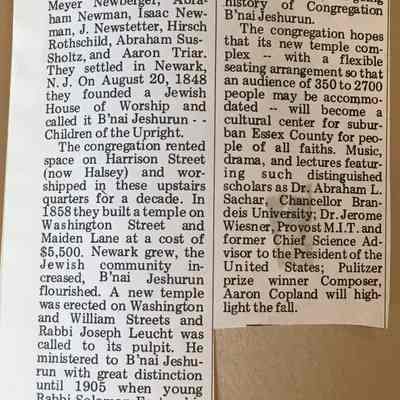 Meyer Newberger, Abra-
ham Newman, Isaac New-
man, J. Newstetter, Hirsch
Rothschild, Abraham Sus-
Sholtz, and Aaron Triar.
They settled in Newark,
N. J. On August 20, 1848
they founded a Jewish
House of Worship and
called it B'nai Jeshurun - -
Children of the Upright.
The congregation rented
space on Harrison Street
(now Halsey) and wor-
shipped in these upstairs
quarters for a decade. In
1858 they built a temple on
Washington Street and
Maiden Lane at a cost of
$5,500. Newark grew, the
Jewish community in-
creased, B'nai Jeshurun
flourished. A new temple
was erected on Washington
and William Streets and
Rabbi Joseph Leucht was
called to its pulpit. He
ministered to B'nai Jeshu-
run with great distinction
until 1905 when young
Rabbi Solomon
history of Congregation
B'nai Jeshurun.
The congregation hopes
that its new temple com-
plex -- with a flexible
seating arrangement so that
an audience of 350 to 2700
people may be accommo-
dated -- will become a
cultural center for subur-
ban Essex County for peo-
ple of all faiths. Music,
drama, and lectures featur-
ing such distinguished
scholars as Dr. Abraham L.
Sachar, Chancellor Bran-
deis University; Dr. Jerome
Wiesner, Provost M.I.T. and
former Chief Science Ad-
visor to the President of the
United States; Pulitzer
prize winner Composer,
Aaron Copland will high-
light the fall.